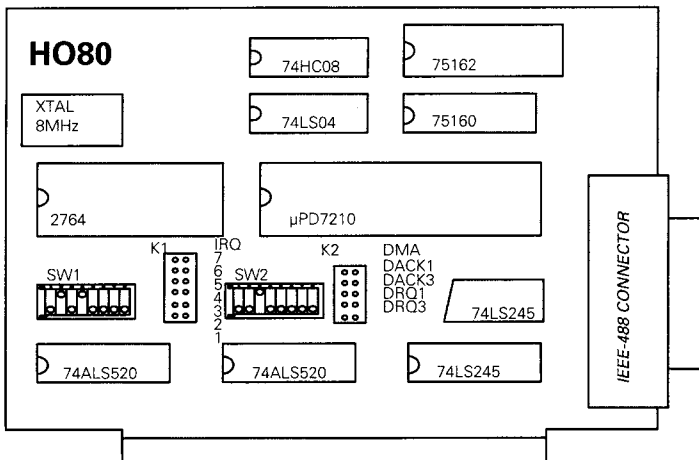 HO80
74HC08
75162
XTAL
8MHz
74LS04
75160
2764
µPD7210
K1
IRQ
7
6
5
4
3
2
1
K2
DMA
DACK1
DACK3
DRQ1
DRQ3
SW1
SW2
74LS245
IEEE-488 CONNECTOR
74ALS520
74ALS520
74LS245